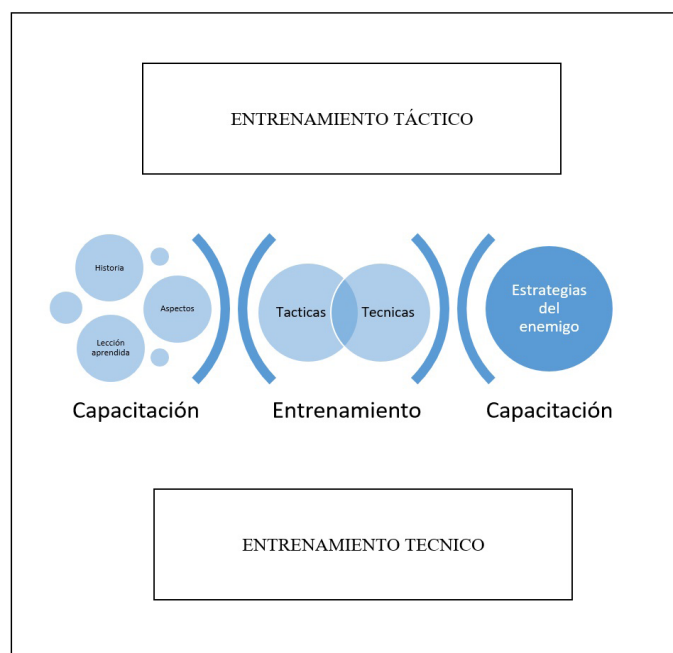 ENTRENAMIENTO TÁCTICO
Historia
Aspectos
Lección
aprendida
Capacitación
Tacticas
Tecnicas
Entrenamiento
Estrategias
del
enemigo
Capacitación
ENTRENAMIENTO TECNICO